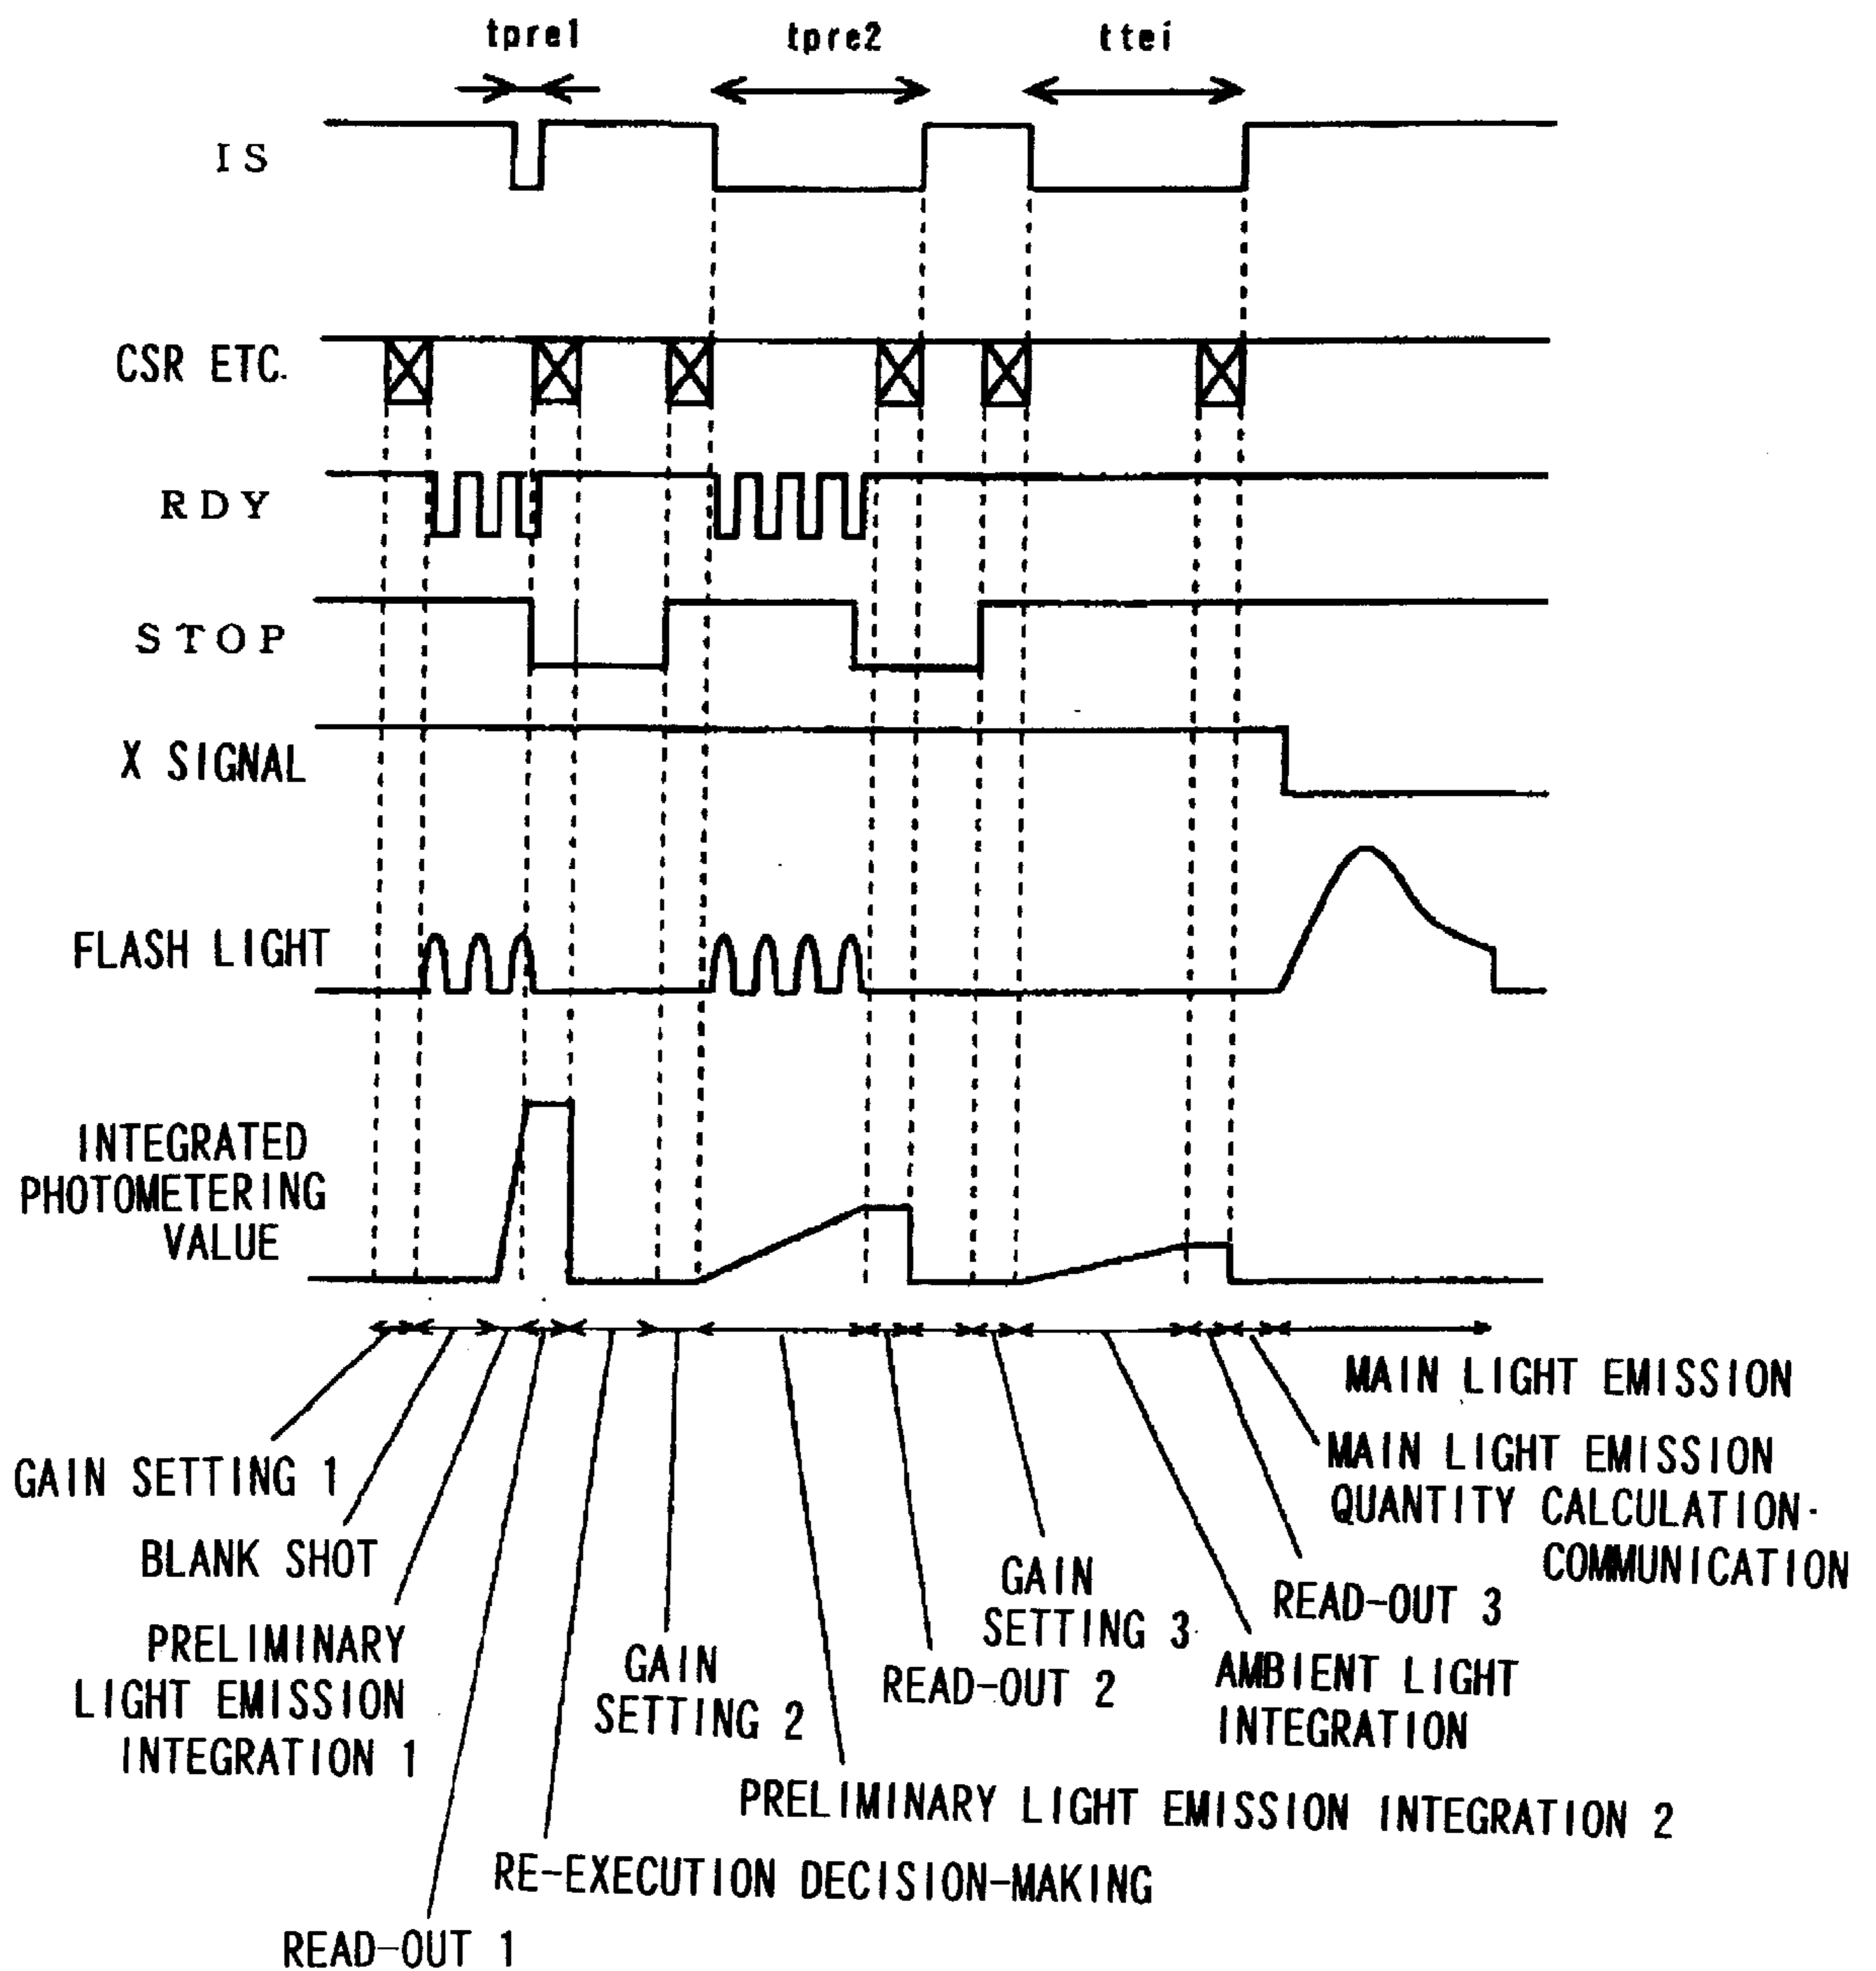 tpre1
tpre2
ttei
IS
CSR ETC.
RDY
STOP
X SIGNAL
FLASH LIGHT
INTEGRATED
PHOTOMETERING
VALUE
MAIN LIGHT EMISSION
GAIN SETTING 1
MAIN LIGHT EMISSION
QUANTITY CALCULATION·
COMMUNICATION
BLANK SHOT
GAIN
SETTING 3
READ-OUT 3
PRELIMINARY
LIGHT EMISSION
INTEGRATION 1
GAIN
SETTING 2
READ-OUT 2
AMBIENT LIGHT
INTEGRATION
PRELIMINARY LIGHT EMISSION INTEGRATION 2
RE-EXECUTION DECISION-MAKING
READ-OUT 1